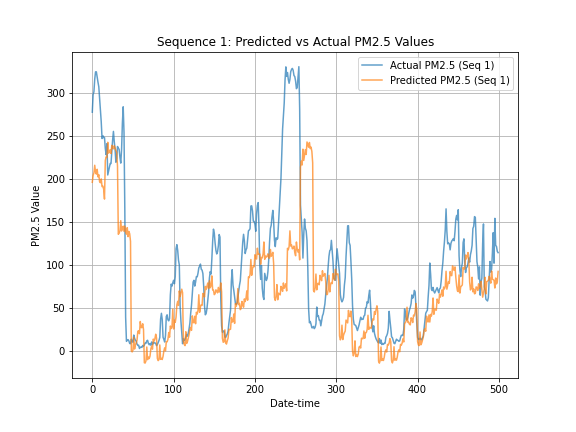 Sequence 1: Predicted vs Actual PM2.5 Values
Actual PM2.5 (Seq 1)
Predicted PM2.5 (Seq 1)
PM2.5 Value
300
250
200
150
100
50
0
0 100 200 300 400 500
Date-time